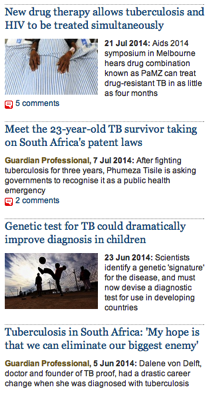 New drug therapy allows tuberculosis and
HIV to be treated simultaneously
21 Jul 2014: Aids 2014
symposium in Melbourne
hears drug combination
known as PaMZ can treat
drug-resistant TB in as little
as four months
5 comments
Meet the 23-year-old TB survivor taking
on South Africa's patent laws
Guardian Professional, 7 Jul 2014: After fighting
tuberculosis for three years, Phumeza Tisile is asking
governments to recognise it as a public health
emergency
2 comments
Genetic test for TB could dramatically
improve diagnosis in children
23 Jun 2014: Scientists
identify a genetic 'signature'
for the disease, and must
now devise a diagnostic
test for use in developing
countries
Tuberculosis in South Africa: 'My hope is
that we can eliminate our biggest enemy'
Guardian Professional, 5 Jun 2014: Dalene von Delft,
doctor and founder of TB proof, had a drastic career
change when she was diagnosed with tuberculosis